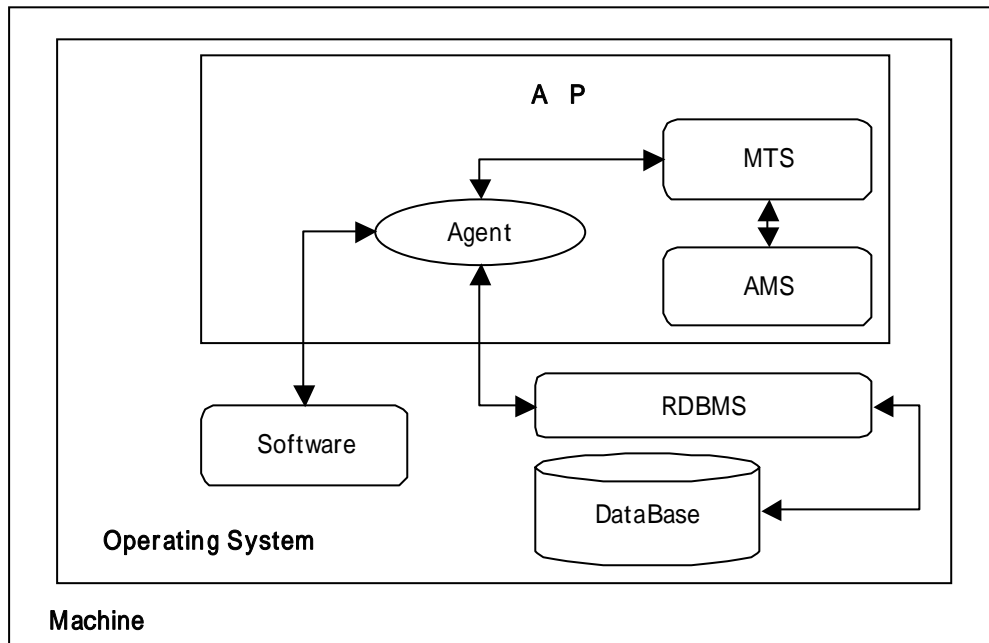 A P
MTS
Agent
AMS
RDBMS
Software
DataBase
Operating System
Machine